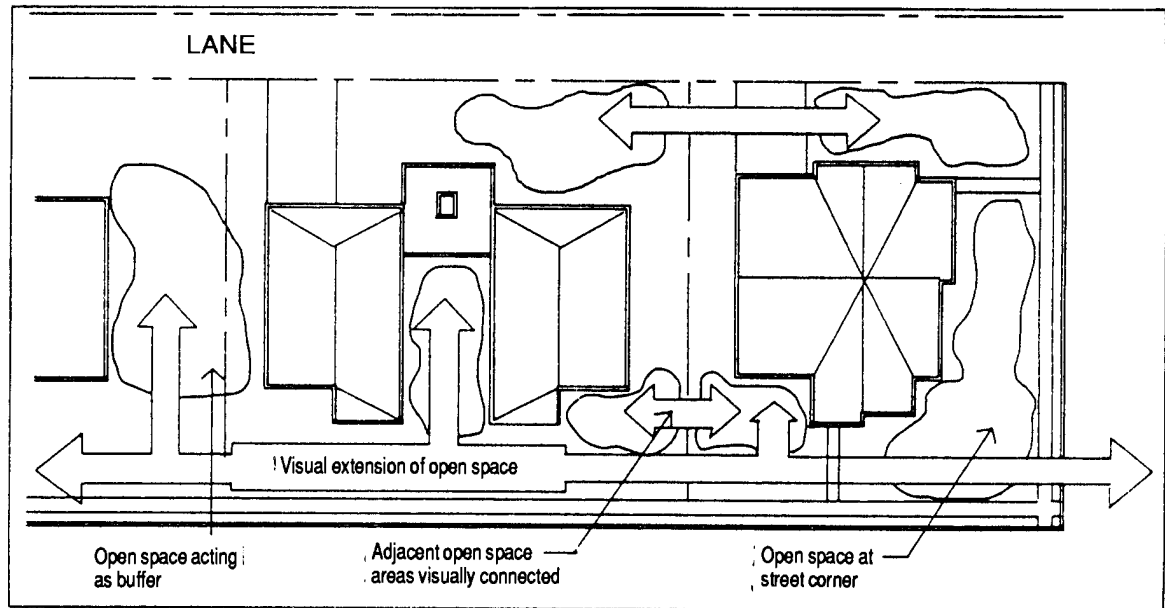 LANE
Visual extension of open space
Open space acting
as buffer
Adjacent open space
areas visually connected
Open space at
street corner